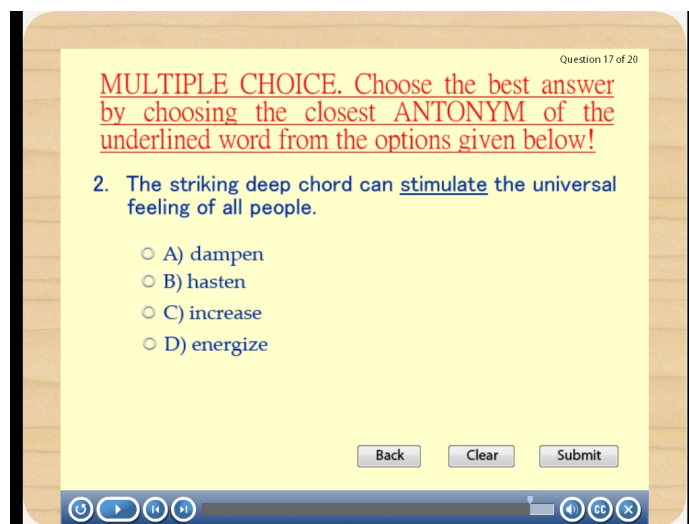 Question 17 of 20
MULTIPLE CHOICE. Choose the best answer
by choosing the closest ANTONYM of the
underlined word from the options given below!
2. The striking deep chord can stimulate the universal
feeling of all people.
A) dampen
B) hasten
C) increase
D) energize
Back Clear Submit
CC